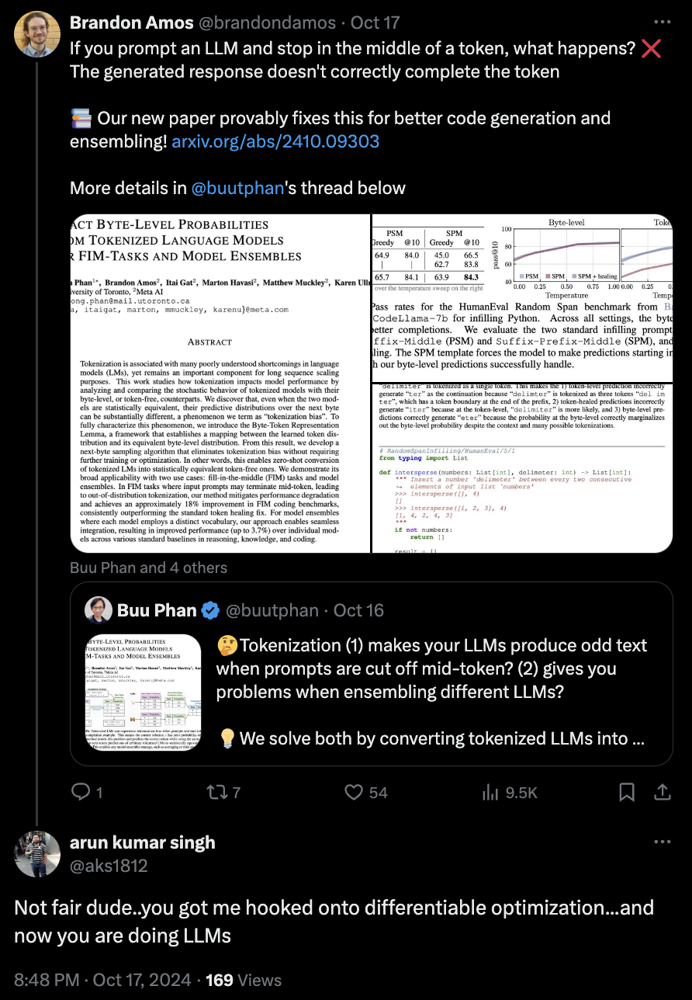 Brandon Amos @brandondamos · Oct 17
If you prompt an LLM and stop in the middle of a token, what happens? ❌
The generated response doesn't correctly complete the token
📚 Our new paper provably fixes this for better code generation and
ensembling! arxiv.org/abs/2410.09303
More details in @buutphan's thread below
ACT BYTE-LEVEL PROBABILITIES
OM TOKENIZED LANGUAGE MODELS
R FIM-TASKS AND MODEL ENSEMBLES
Phan¹*, Brandon Amos², Itai Gat², Marton Havasi², Matthew Muckley², Karen Ull
iversity of Toronto, ²Meta AI
ong.phan@mail.utoronto.ca
a, itaigat, marton, mmuckley, karenu}@meta.com
ABSTRACT
Tokenization is associated with many poorly understood shortcomings in language
models (LMs), yet remains an important component for long sequence scaling
purposes. This work studies how tokenization impacts model performance by
analyzing and comparing the stochastic behavior of tokenized models with their
byte-level, or token-free, counterparts. We discover that, even when the two mod-
els are statistically equivalent, their predictive distributions over the next byte
can be substantially different, a phenomenon we term as "tokenization bias". To
fully characterize this phenomenon, we introduce the Byte-Token Representation
Lemma, a framework that establishes a mapping between the learned token dis-
tribution and its equivalent byte-level distribution. From this result, we develop a
next-byte sampling algorithm that eliminates tokenization bias without requiring
further training or optimization. In other words, this enables zero-shot conversion
of tokenized LMs into statistically equivalent token-free ones. We demonstrate its
broad applicability with two use cases: fill-in-the-middle (FIM) tasks and model
ensembles. In FIM tasks where input prompts may terminate mid-token, leading
to out-of-distribution tokenization, our method mitigates performance degradation
and achieves an approximately 18% improvement in FIM coding benchmarks,
consistently outperforming the standard token healing fix. For model ensembles
where each model employs a distinct vocabulary, our approach enables seamless
integration, resulting in improved performance (up to 3.7%) over individual mod-
els across various standard baselines in reasoning, knowledge, and coding.
PSM SPM
Greedy @10 Greedy @10
64.9 84.0 45.0 66.5
62.7 83.8
65.7 84.1 63.9 84.3
over the temperature sweep on the right
Byte-level Toke
pass@10
100
80
60
40
PSM SPM SPM + healing
0.00 0.25 0.50 0.75 1.00 0.00 0.25
Temperature Tempe
Pass rates for the HumanEval Random Span benchmark from Ba
CodeLlama-7b for infilling Python. Across all settings, the byte
better completions. We evaluate the two standard infilling prompt
ffix-Middle (PSM) and Suffix-Prefix-Middle (SPM), and
ling. The SPM template forces the model to make predictions starting in
h our byte-level predictions successfully handle.
"delimiter" is tokenized as a single token. This makes the 1) token-level prediction incorrectly
generate "ter" as the continuation because "delimter" is tokenized as three tokens "del im
ter", which has a token boundary at the end of the prefix, 2) token-healed predictions incorrectly
generate "iter" because at the token-level, "delimiter" is more likely, and 3) byte-level pre-
dictions correctly generate "eter" because the probability at the byte-level correctly marginalizes
out the byte-level probability despite the context and many possible tokenizations.
# RandomSpanInfilling/HumanEval/5/1
from typing import List
def intersperse(numbers: List[int], delimeter: int) -> List[int]:
""" Insert a number 'delimeter' between every two consecutive
↪ elements of input list `numbers'
>>> intersperse([], 4)
[]
>>> intersperse([1, 2, 3], 4)
[1, 4, 2, 4, 3]
"""
if not numbers:
return []
result = []
Buu Phan and 4 others
Buu Phan @buutphan · Oct 16
BYTE-LEVEL PROBABILITIES
TOKENIZED LANGUAGE MODELS
M-TASKS AND MODEL ENSEMBLES
🤔Tokenization (1) makes your LLMs produce odd text
when prompts are cut off mid-token? (2) gives you
problems when ensembling different LLMs?
💡We solve both by converting tokenized LLMs into ...
1 7 54 9.5K
arun kumar singh
@aks1812
Not fair dude..you got me hooked onto differentiable optimization...and
now you are doing LLMs
8:48 PM · Oct 17, 2024 · 169 Views